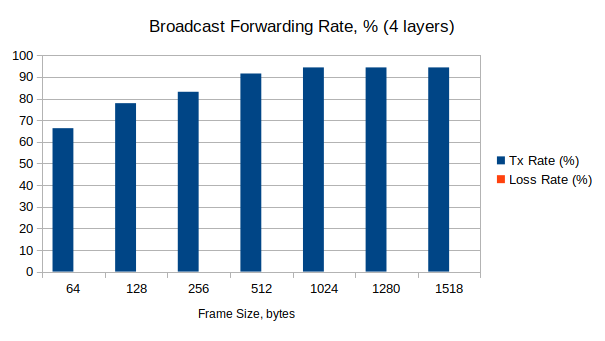 Broadcast Forwarding Rate, % (4 layers)
100
90
80
70
60
50
40
30
20
10
0
64 128 256 512 1024 1280 1518
Frame Size, bytes
Tx Rate (%)
Loss Rate (%)